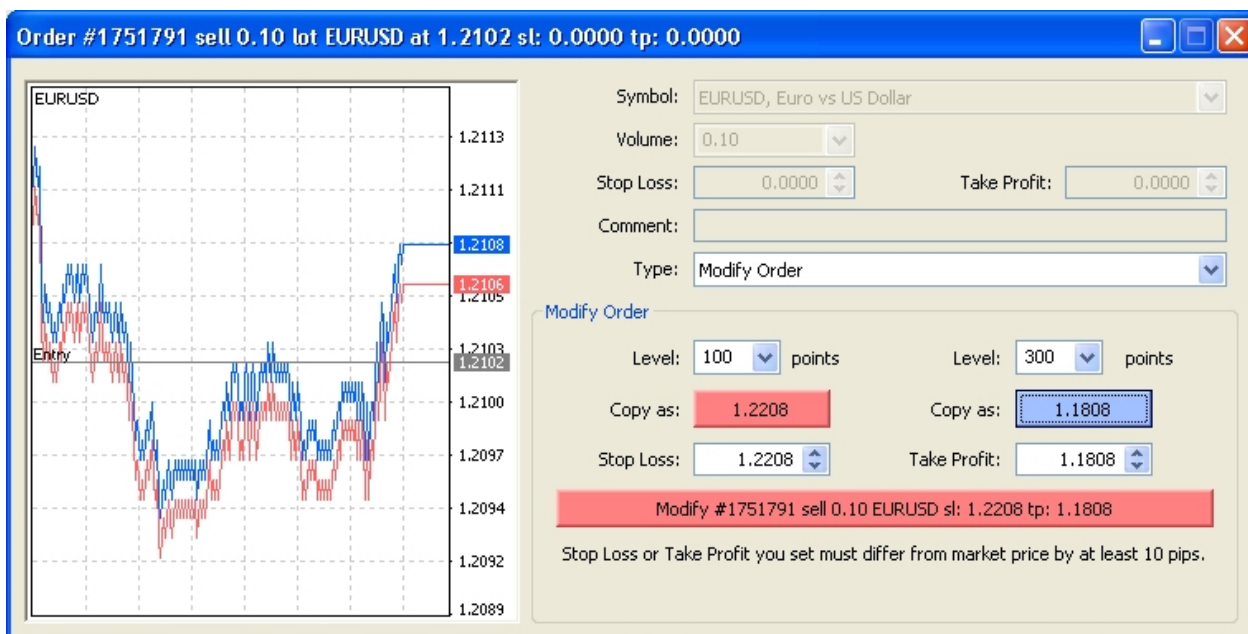 Order #1751791 sell 0.10 lot EURUSD at 1.2102 sl: 0.0000 tp: 0.0000
EURUSD
1.2113
1.2111
1.2108
1.2106
1.2105
1.2103
Entry
1.2102
1.2100
1.2097
1.2094
1.2092
1.2089
Symbol: EURUSD, Euro vs US Dollar
Volume: 0.10
Stop Loss: 0.0000 Take Profit: 0.0000
Comment:
Type: Modify Order
Modify Order
Level: 100 points Level: 300 points
Copy as: 1.2208 Copy as: 1.1808
Stop Loss: 1.2208 Take Profit: 1.1808
Modify #1751791 sell 0.10 EURUSD sl: 1.2208 tp: 1.1808
Stop Loss or Take Profit you set must differ from market price by at least 10 pips.